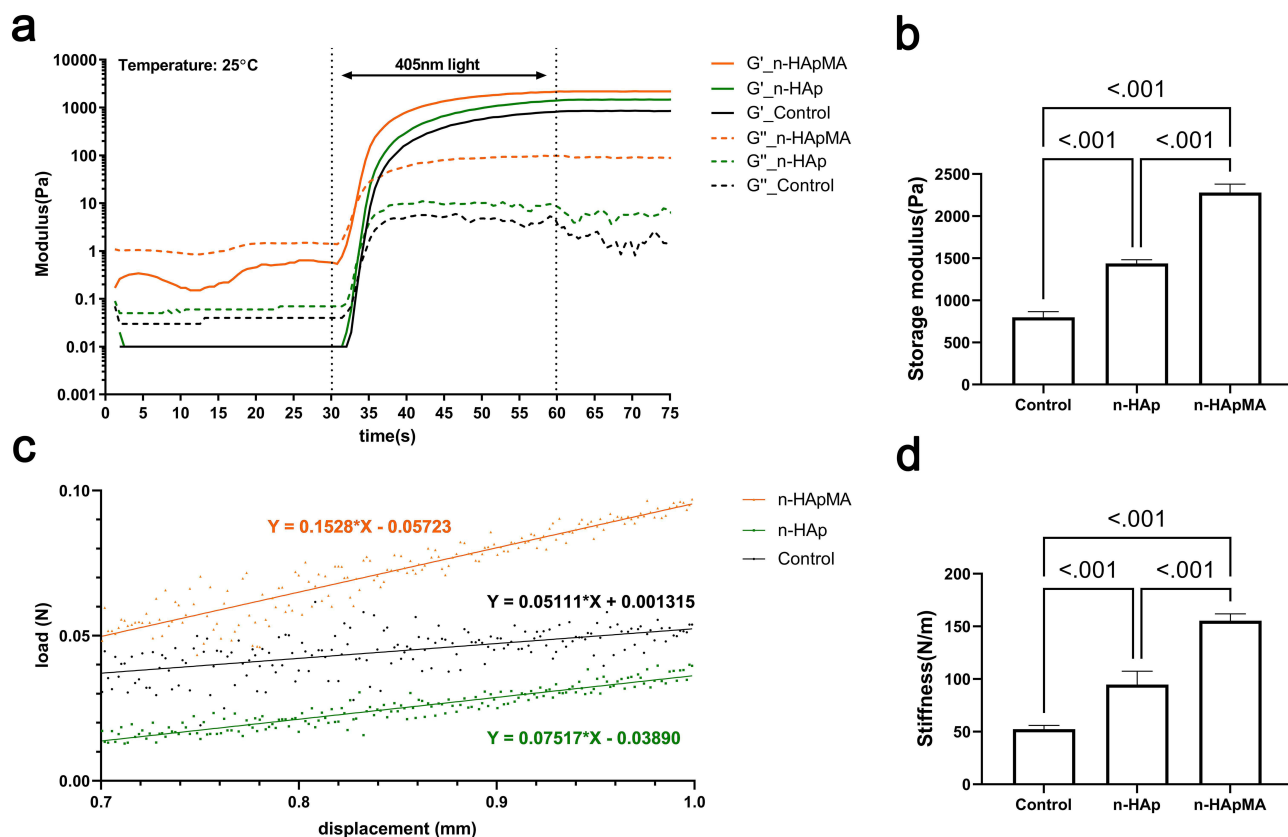 a
Temperature: 25°C
405nm light
10000
1000
100
10
1
0.1
0.01
0.001
Modulus(Pa)
0 5 10 15 20 25 30 35 40 45 50 55 60 65 70 75
time(s)
G'_n-HApMA
G'_n-HAp
G'_Control
G"_n-HApMA
G"_n-HAp
G"_Control
b
<.001
<.001 <.001
2500
2000
1500
1000
500
0
Storage modulus(Pa)
Control n-HAp n-HApMA
c
0.10
0.05
0.00
load (N)
Y = 0.1528*X - 0.05723
Y = 0.05111*X + 0.001315
Y = 0.07517*X - 0.03890
0.7 0.8 0.9 1.0
displacement (mm)
n-HApMA
n-HAp
Control
d
<.001
<.001 <.001
200
150
100
50
0
Stiffness(N/m)
Control n-HAp n-HApMA